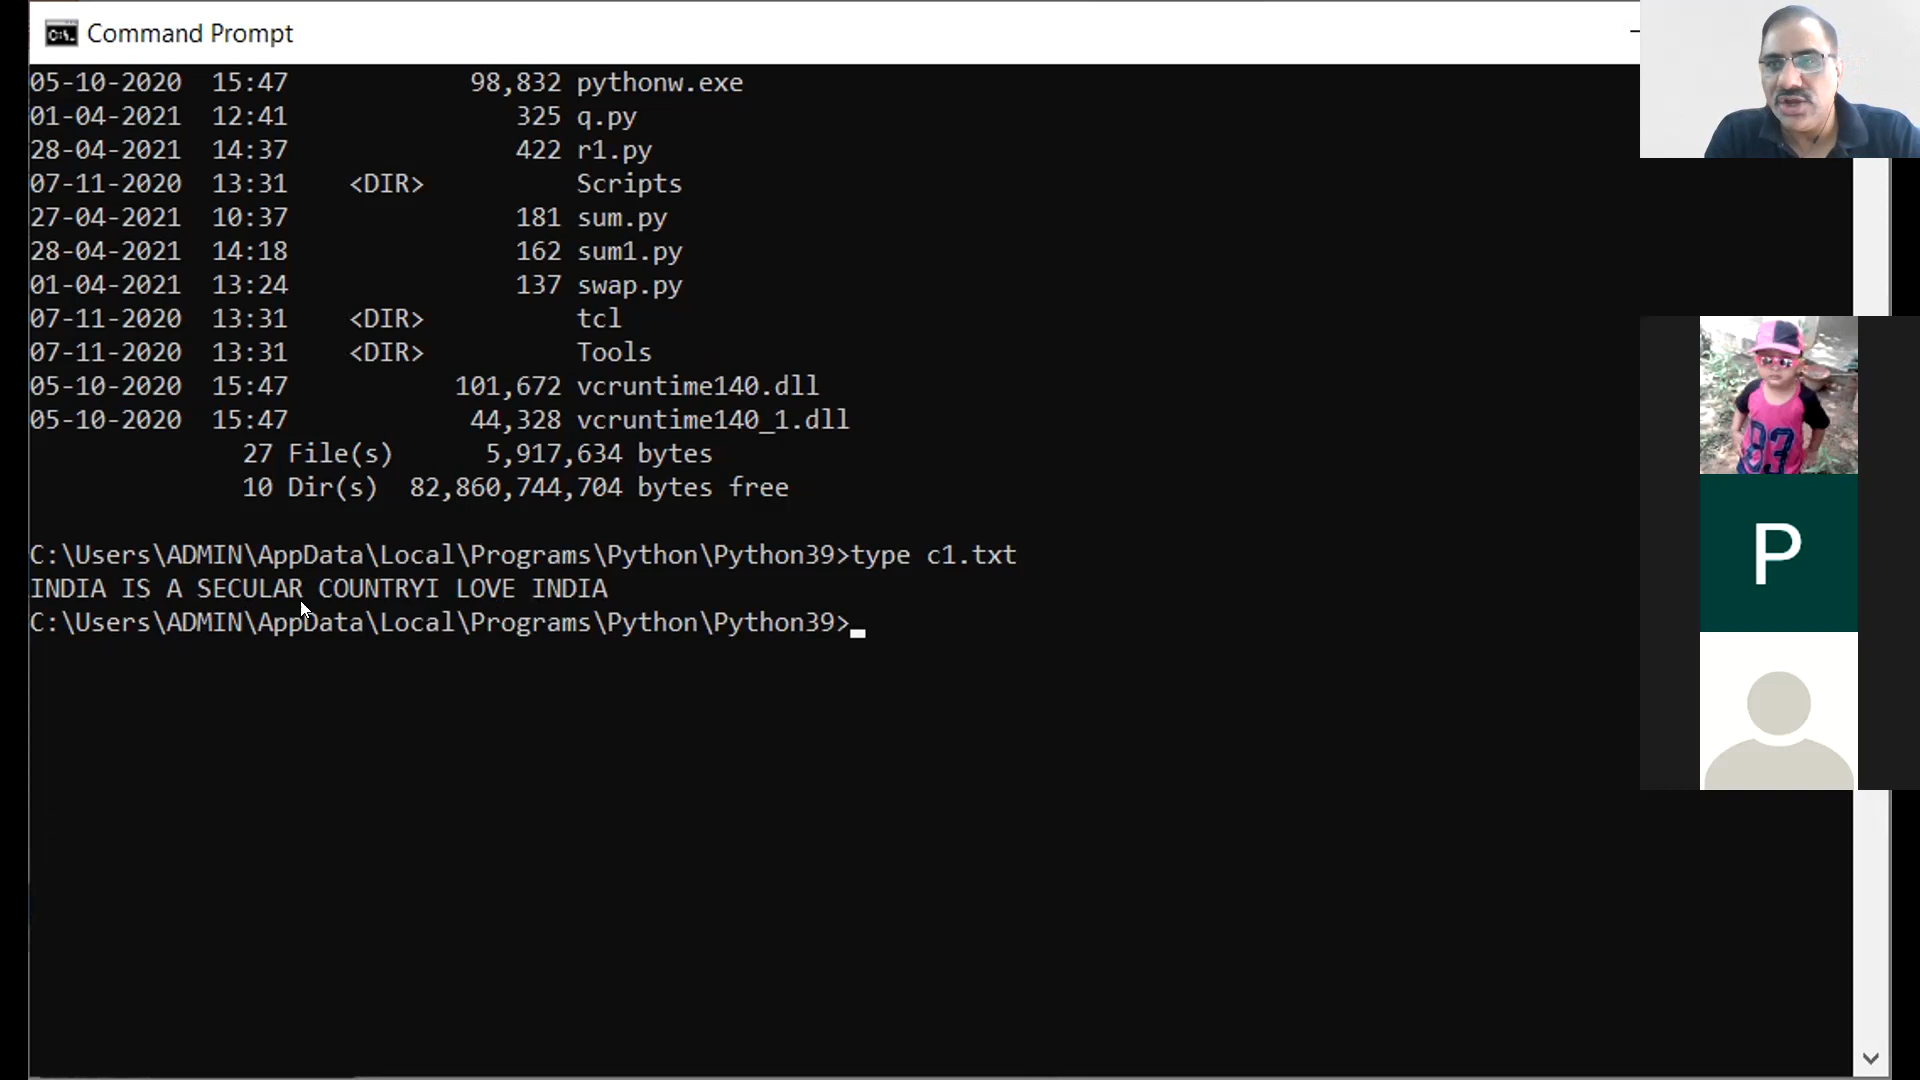 Command Prompt
05-10-2020  15:47            98,832 pythonw.exe
01-04-2021  12:41               325 q.py
28-04-2021  14:37               422 r1.py
07-11-2020  13:31    <DIR>          Scripts
27-04-2021  10:37               181 sum.py
28-04-2021  14:18               162 sum1.py
01-04-2021  13:24               137 swap.py
07-11-2020  13:31    <DIR>          tcl
07-11-2020  13:31    <DIR>          Tools
05-10-2020  15:47           101,672 vcruntime140.dll
05-10-2020  15:47            44,328 vcruntime140_1.dll
27 File(s)      5,917,634 bytes
10 Dir(s)  82,860,744,704 bytes free
C:\Users\ADMIN\AppData\Local\Programs\Python\Python39>type c1.txt
INDIA IS A SECULAR COUNTRYI LOVE INDIA
C:\Users\ADMIN\AppData\Local\Programs\Python\Python39>
83
P